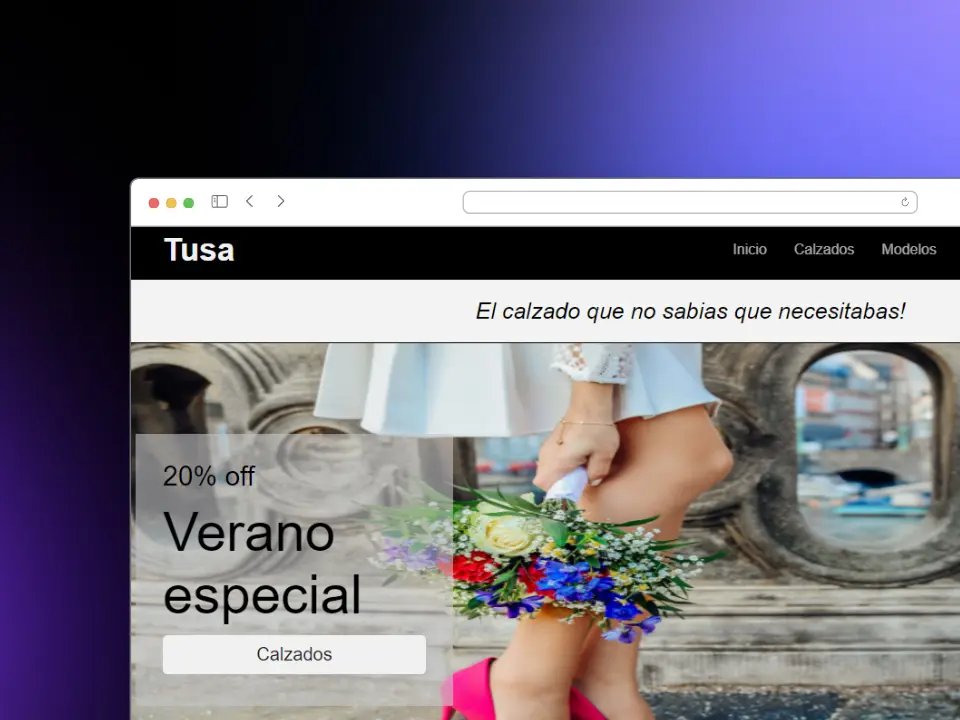 Tusa
Inicio Calzados Modelos
El calzado que no sabias que necesitabas!
20% off
Verano
especial
Calzados